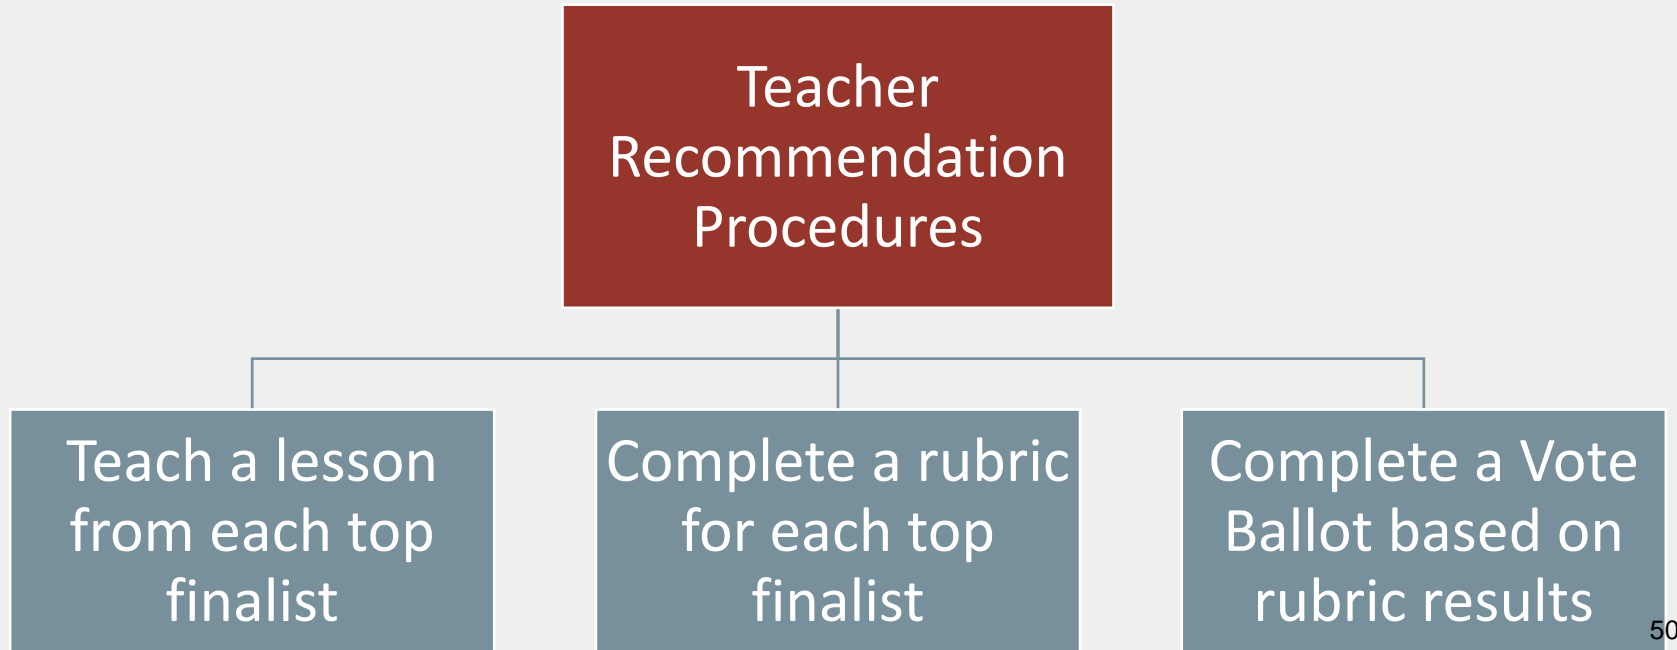 Teacher
Recommendation
Procedures
Teach a lesson
from each top
finalist
Complete a rubric
for each top
finalist
Complete a Vote
Ballot based on
rubric results
50